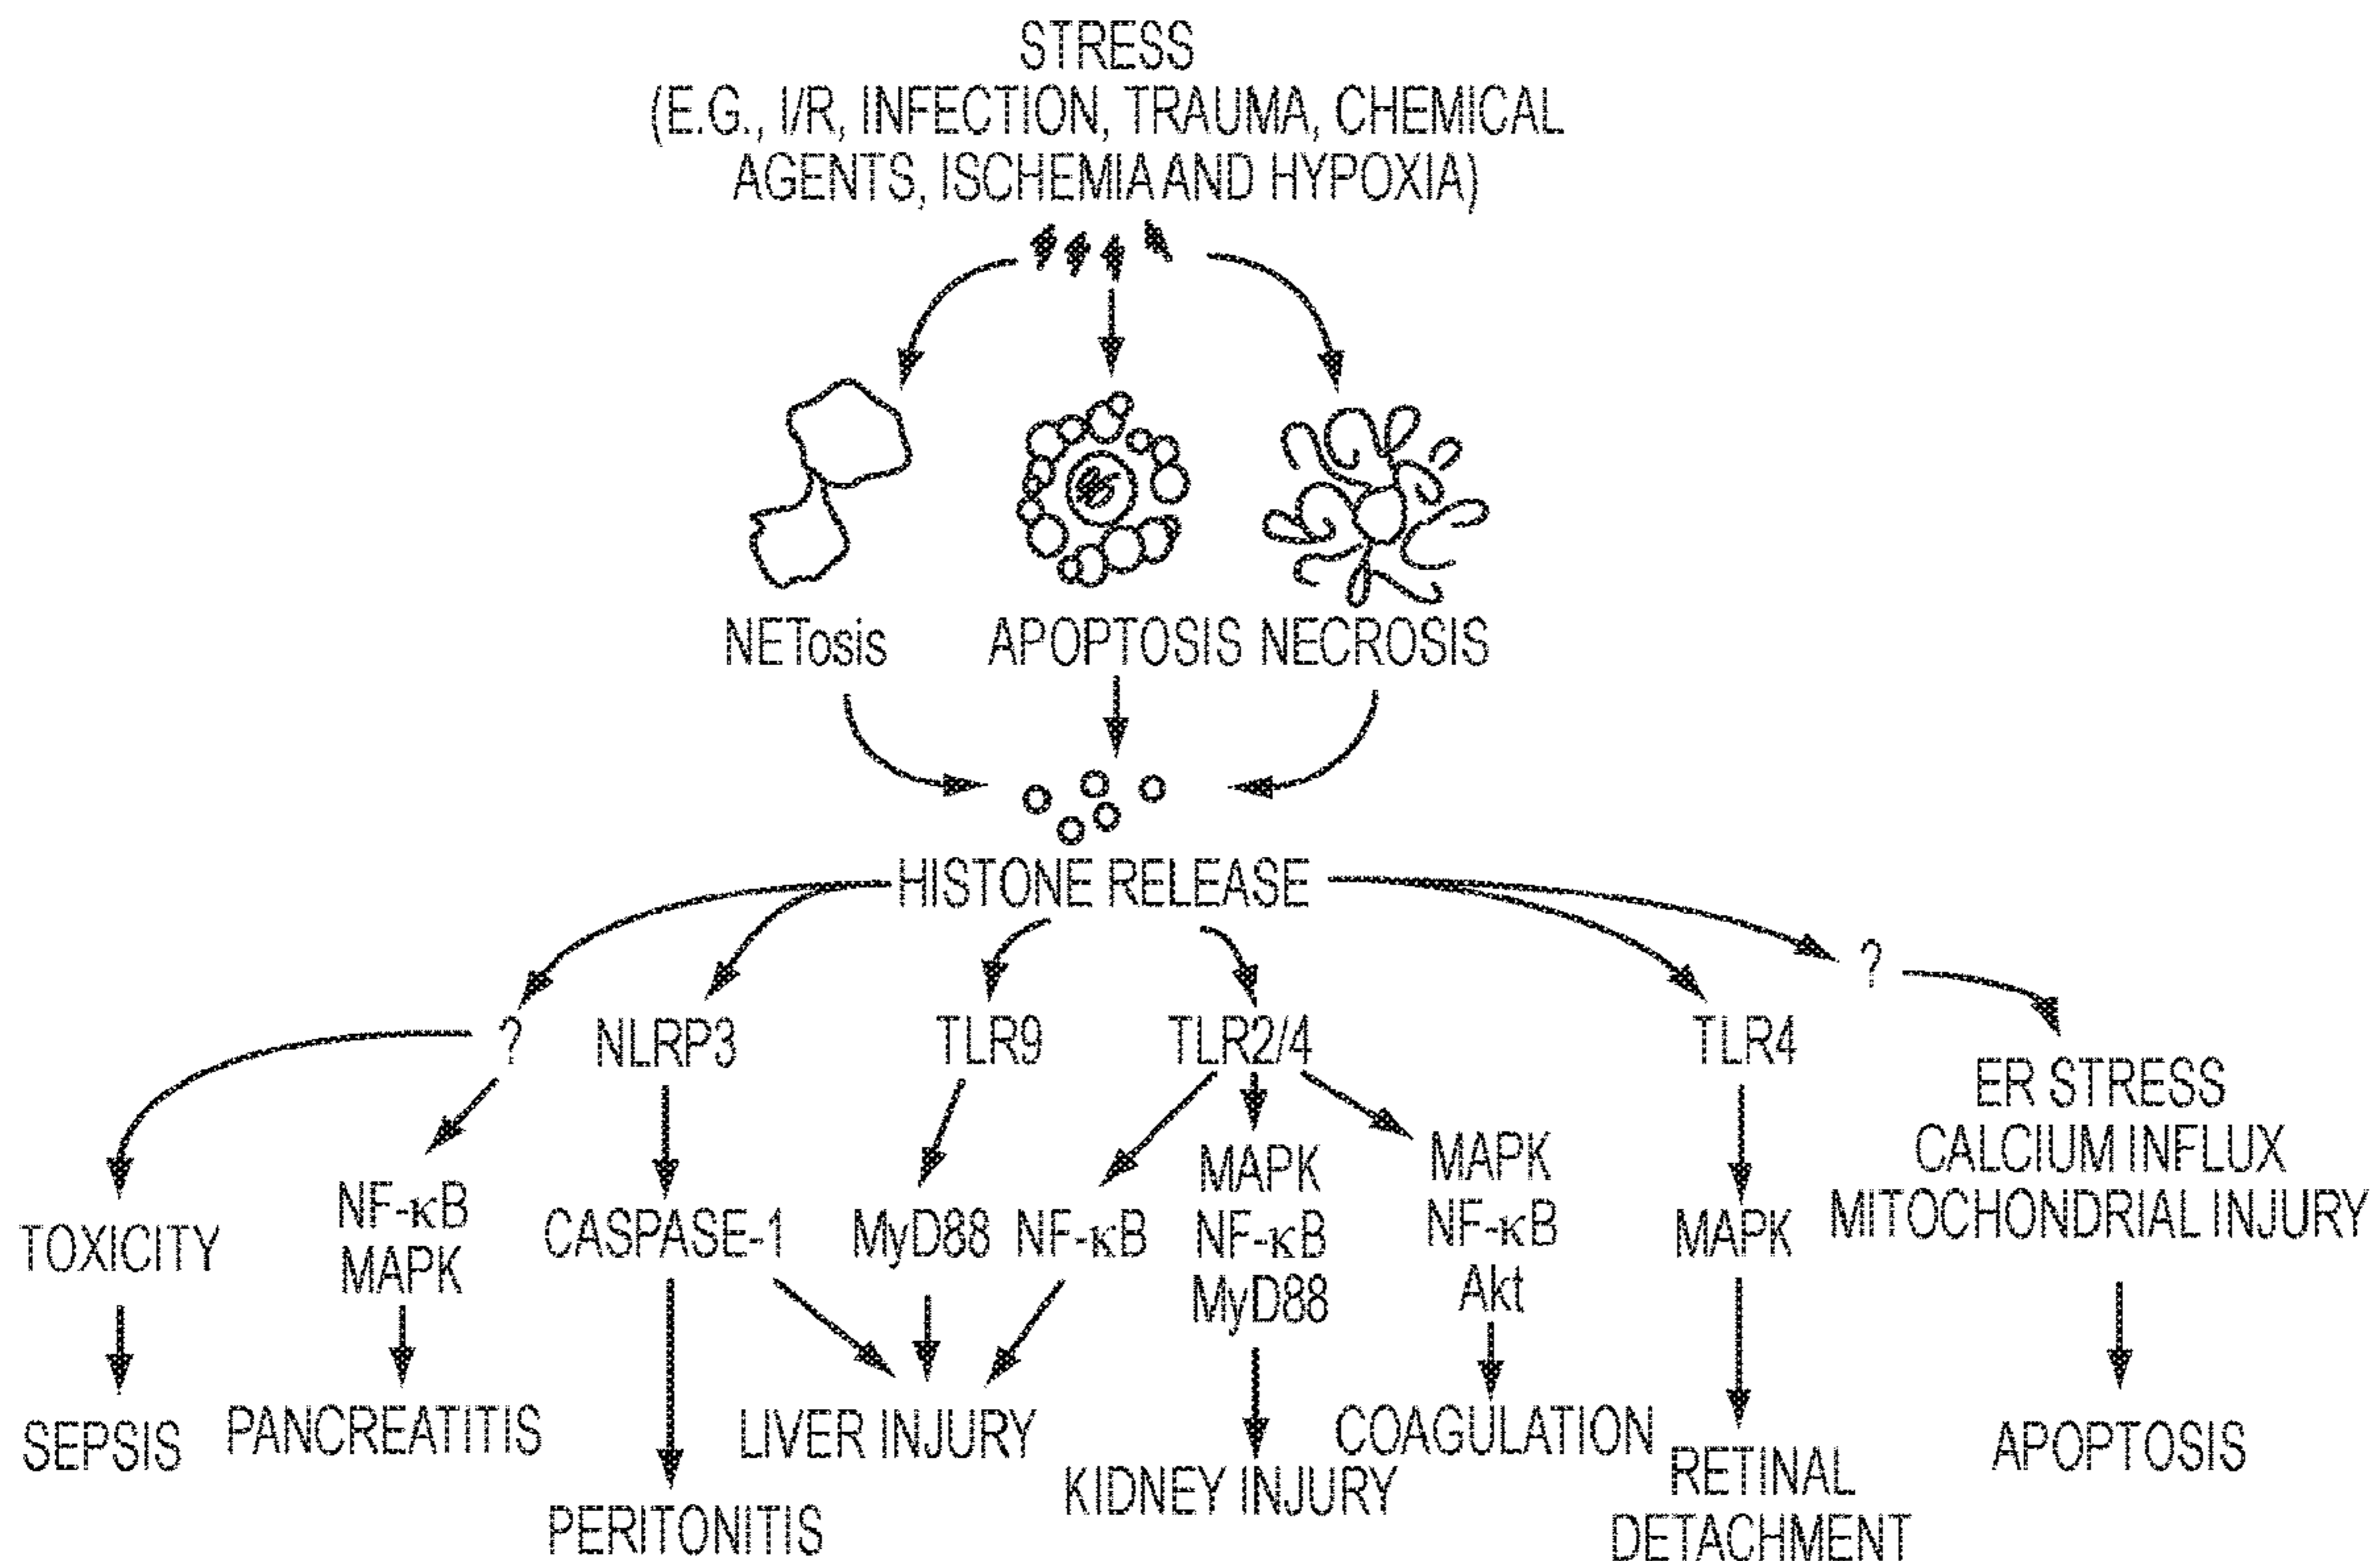 STRESS
(E.G., I/R, INFECTION, TRAUMA, CHEMICAL
AGENTS, ISCHEMIA AND HYPOXIA)
NETosis
APOPTOSIS
NECROSIS
HISTONE RELEASE
?
NLRP3
TLR9
TLR2/4
TLR4
?
TOXICITY
NF-κB
MAPK
CASPASE-1
MyD88
NF-κB
MAPK
NF-κB
MyD88
MAPK
NF-κB
Akt
MAPK
ER STRESS
CALCIUM INFLUX
MITOCHONDRIAL INJURY
SEPSIS
PANCREATITIS
PERITONITIS
LIVER INJURY
KIDNEY INJURY
COAGULATION
RETINAL
DETACHMENT
APOPTOSIS